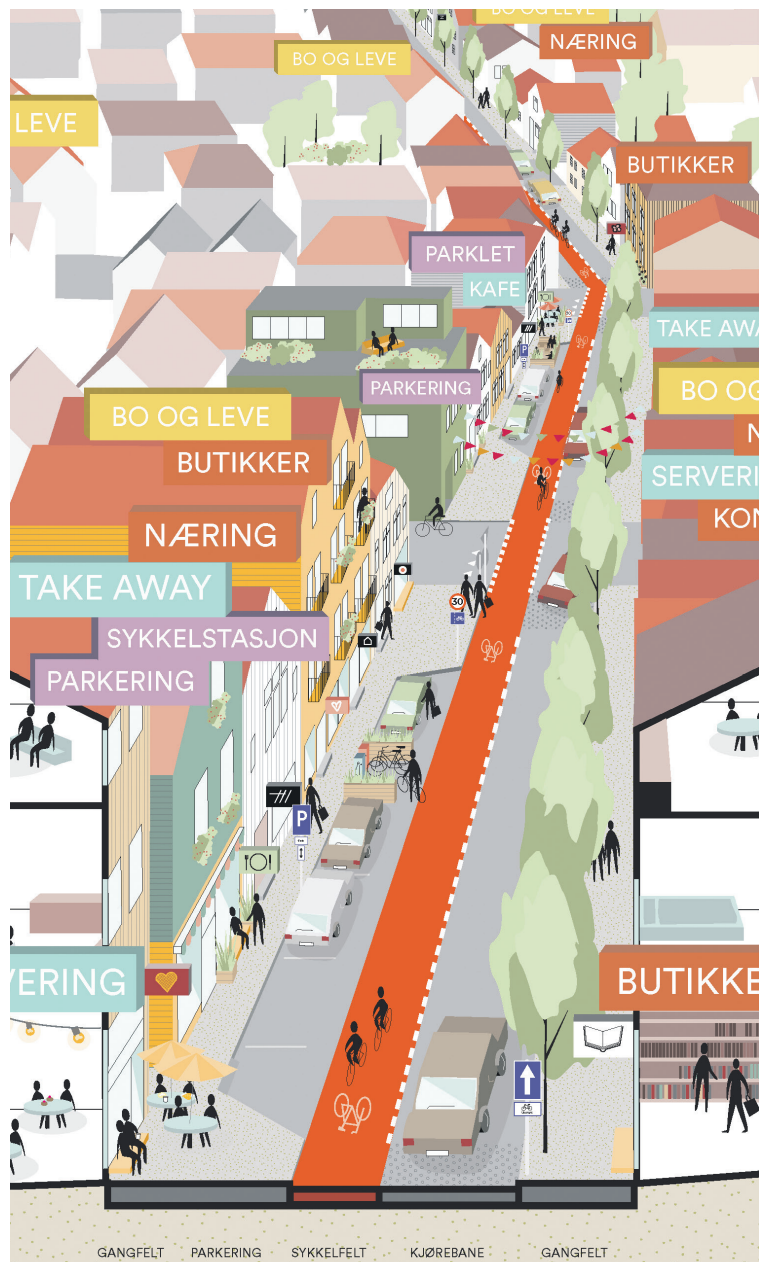 BO OG LEVE
NÆRING
BO OG LEVE
LEVE
BUTIKKER
PARKLET
KAFE
TAKE AWA
PARKERING
BO OG
BO OG LEVE
N
BUTIKKER
SERVERI
KON
NÆRING
TAKE AWAY
30
SYKKELSTASJON
PARKERING
P
P
VERING
BUTIKKE
GANGFELT PARKERING SYKKELFELT KJØREBANE GANGFELT